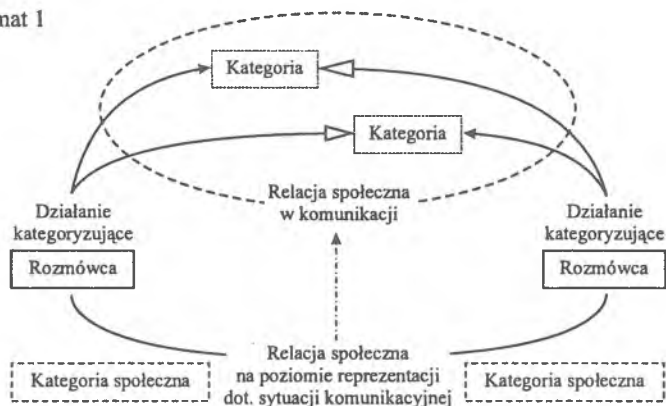 mat 1
Kategoria
Kategoria
Relacja społeczna
w komunikacji
Działanie
kategoryzujące
Rozmówca
Działanie
kategoryzujące
Rozmówca
Relacja społeczna
na poziomie reprezentacji
dot. sytuacji komunikacyjnej
Kategoria społeczna
Kategoria społeczna